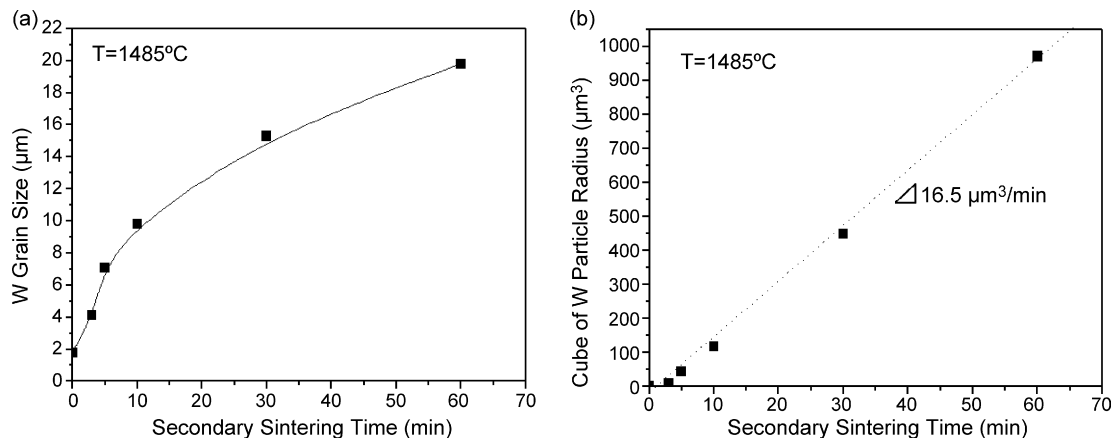 (a)
T=1485ºC
W Grain Size (μm)
20
18
16
14
12
10
8
6
4
2
0
0 10 20 30 40 50 60 70
Secondary Sintering Time (min)
(b)
T=1485ºC
Cube of W Particle Radius (μm³)
1000
900
800
700
600
500
400
300
200
100
0
16.5 μm³/min
0 10 20 30 40 50 60 70
Secondary Sintering Time (min)